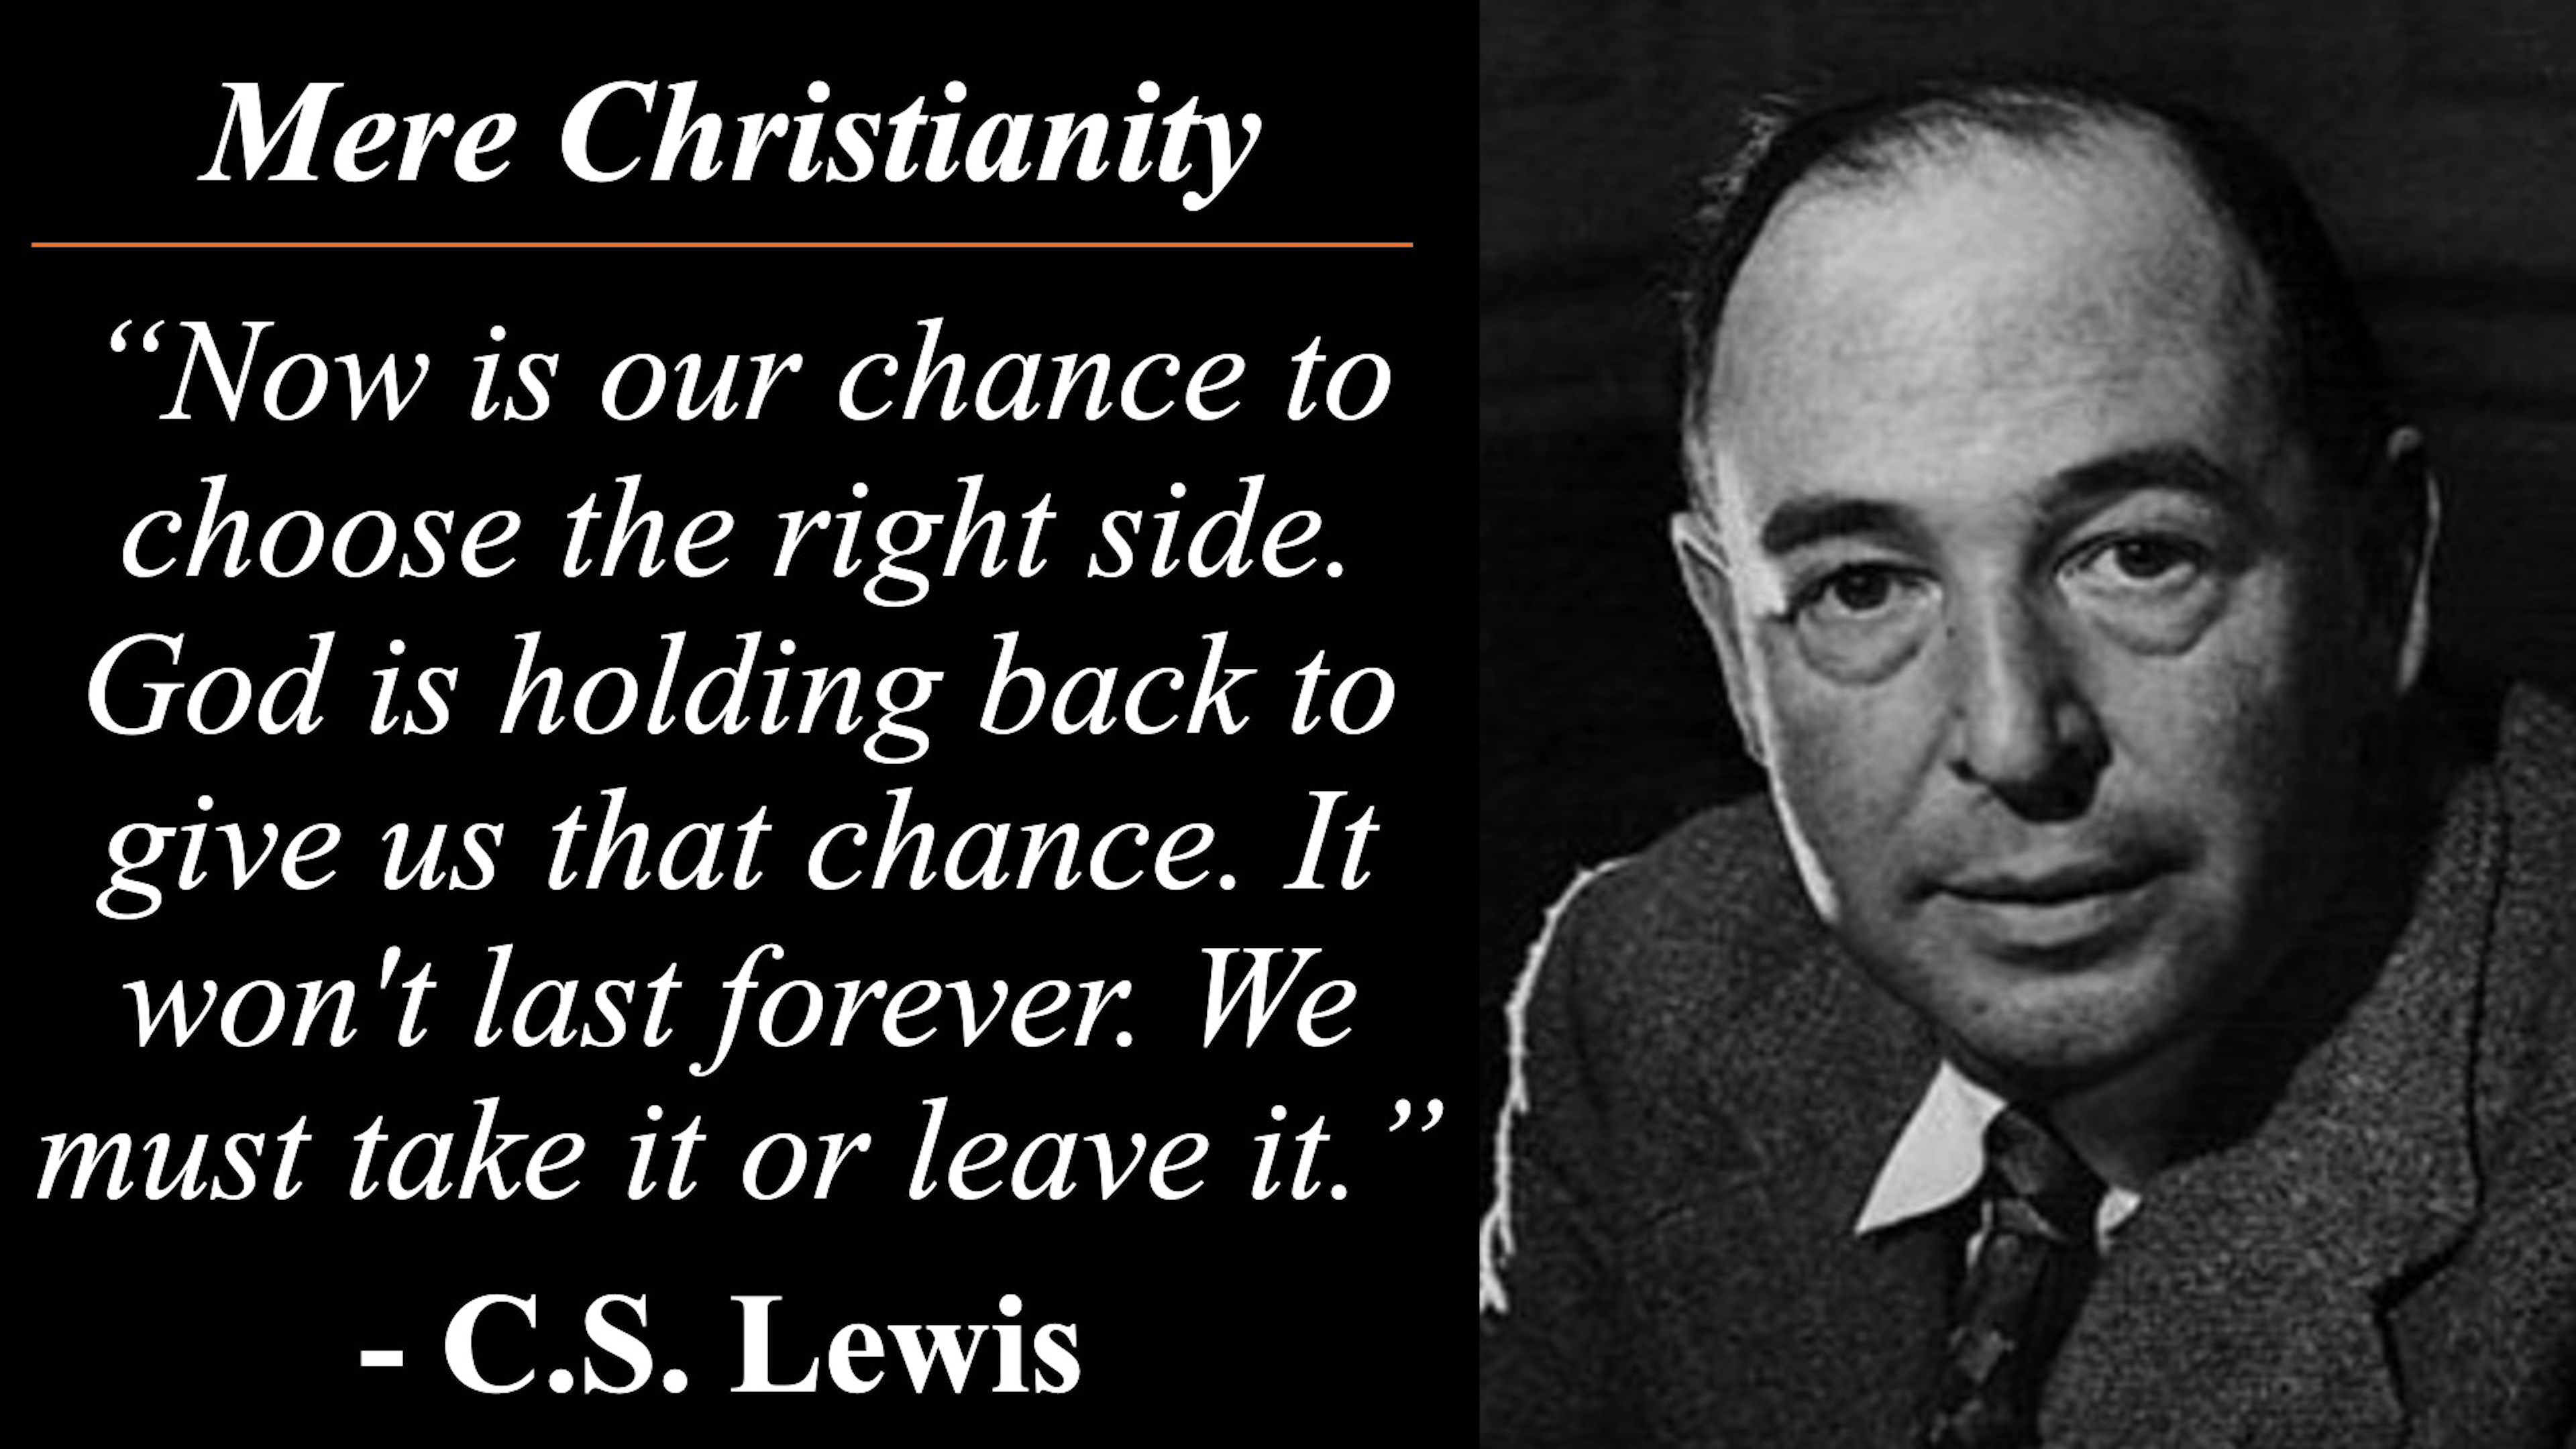 Mere Christianity
“Now is our chance to
choose the right side.
God is holding back to
give us that chance. It
won't last forever. We
must take it or leave it.”
- C.S. Lewis